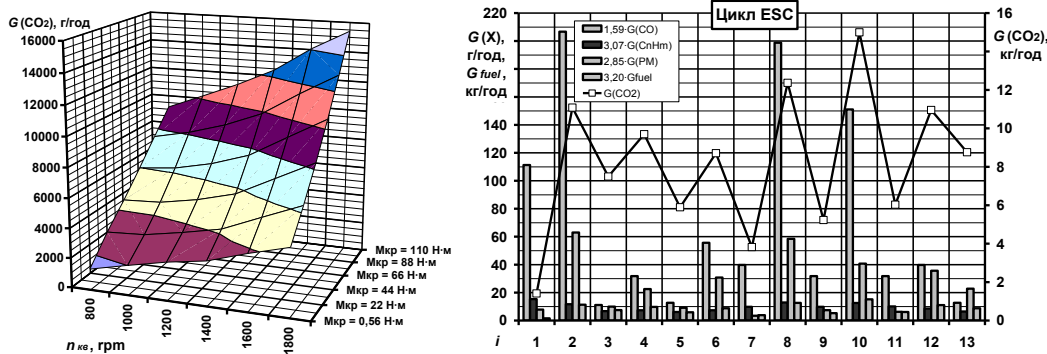 G (CO₂), г/год
16000
14000
12000
10000
8000
6000
4000
2000
0
800
1000
1200
1400
1600
1800
n кв, rpm
Мкр = 110 Н·м
Мкр = 88 Н·м
Мкр = 66 Н·м
Мкр = 44 Н·м
Мкр = 22 Н·м
Мкр = 0,56 Н·м
Цикл ESC
G (X),
г/год,
G fuel ,
кг/год
220
200
180
160
140
120
100
80
60
40
20
0
1,59·G(CO)
3,07·G(CnHm)
2,85·G(PM)
3,20·Gfuel
G(CO2)
16
14
12
10
8
6
4
2
0
G (CO₂),
кг/год
i 1 2 3 4 5 6 7 8 9 10 11 12 13